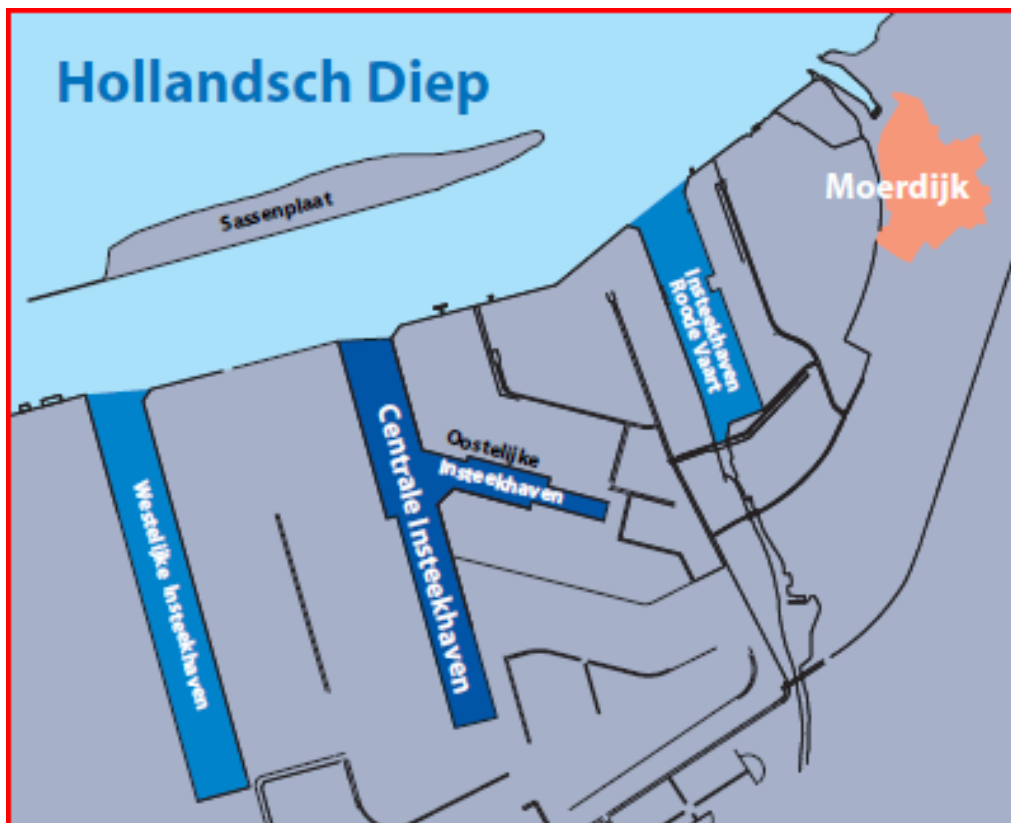 Hollandsch Diep
Sassenplaat
Moerdijk
Insteekhaven
Roode Vaart
Centrale Insteekhaven
Oostelijke
Insteekhaven
Westelijke Insteekhaven